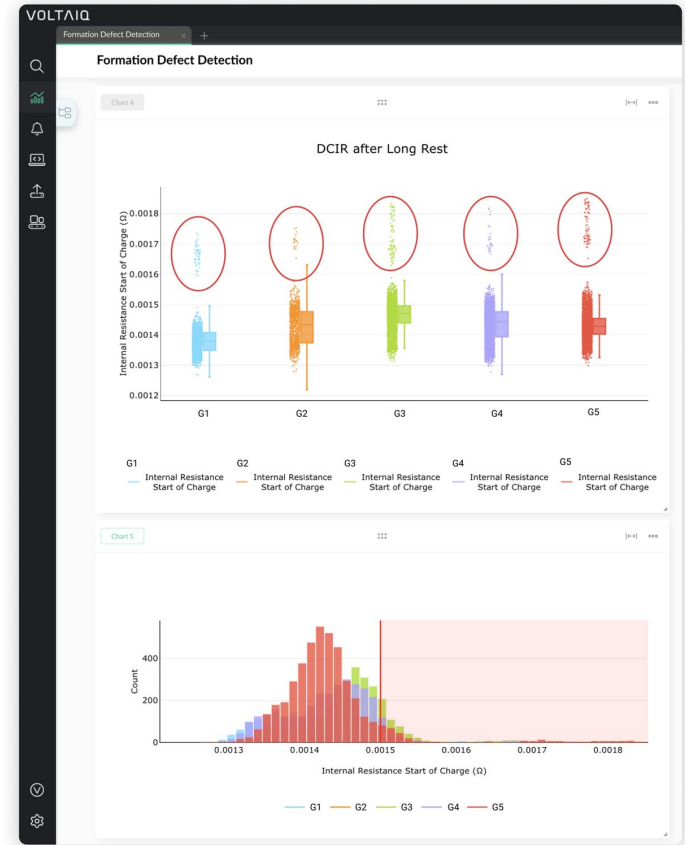 VOLTAIQ
Formation Defect Detection × +
Formation Defect Detection
Chart 4
DCIR after Long Rest
Internal Resistance Start of Charge (Ω)
0.0018
0.0017
0.0016
0.0015
0.0014
0.0013
0.0012
G1 G2 G3 G4 G5
G1 G2 G3 G4 G5
Internal Resistance Internal Resistance Internal Resistance Internal Resistance Internal Resistance
Start of Charge Start of Charge Start of Charge Start of Charge Start of Charge
Chart 5
Count
400
200
0
0.0013 0.0014 0.0015 0.0016 0.0017 0.0018
Internal Resistance Start of Charge (Ω)
G1 G2 G3 G4 G5
V